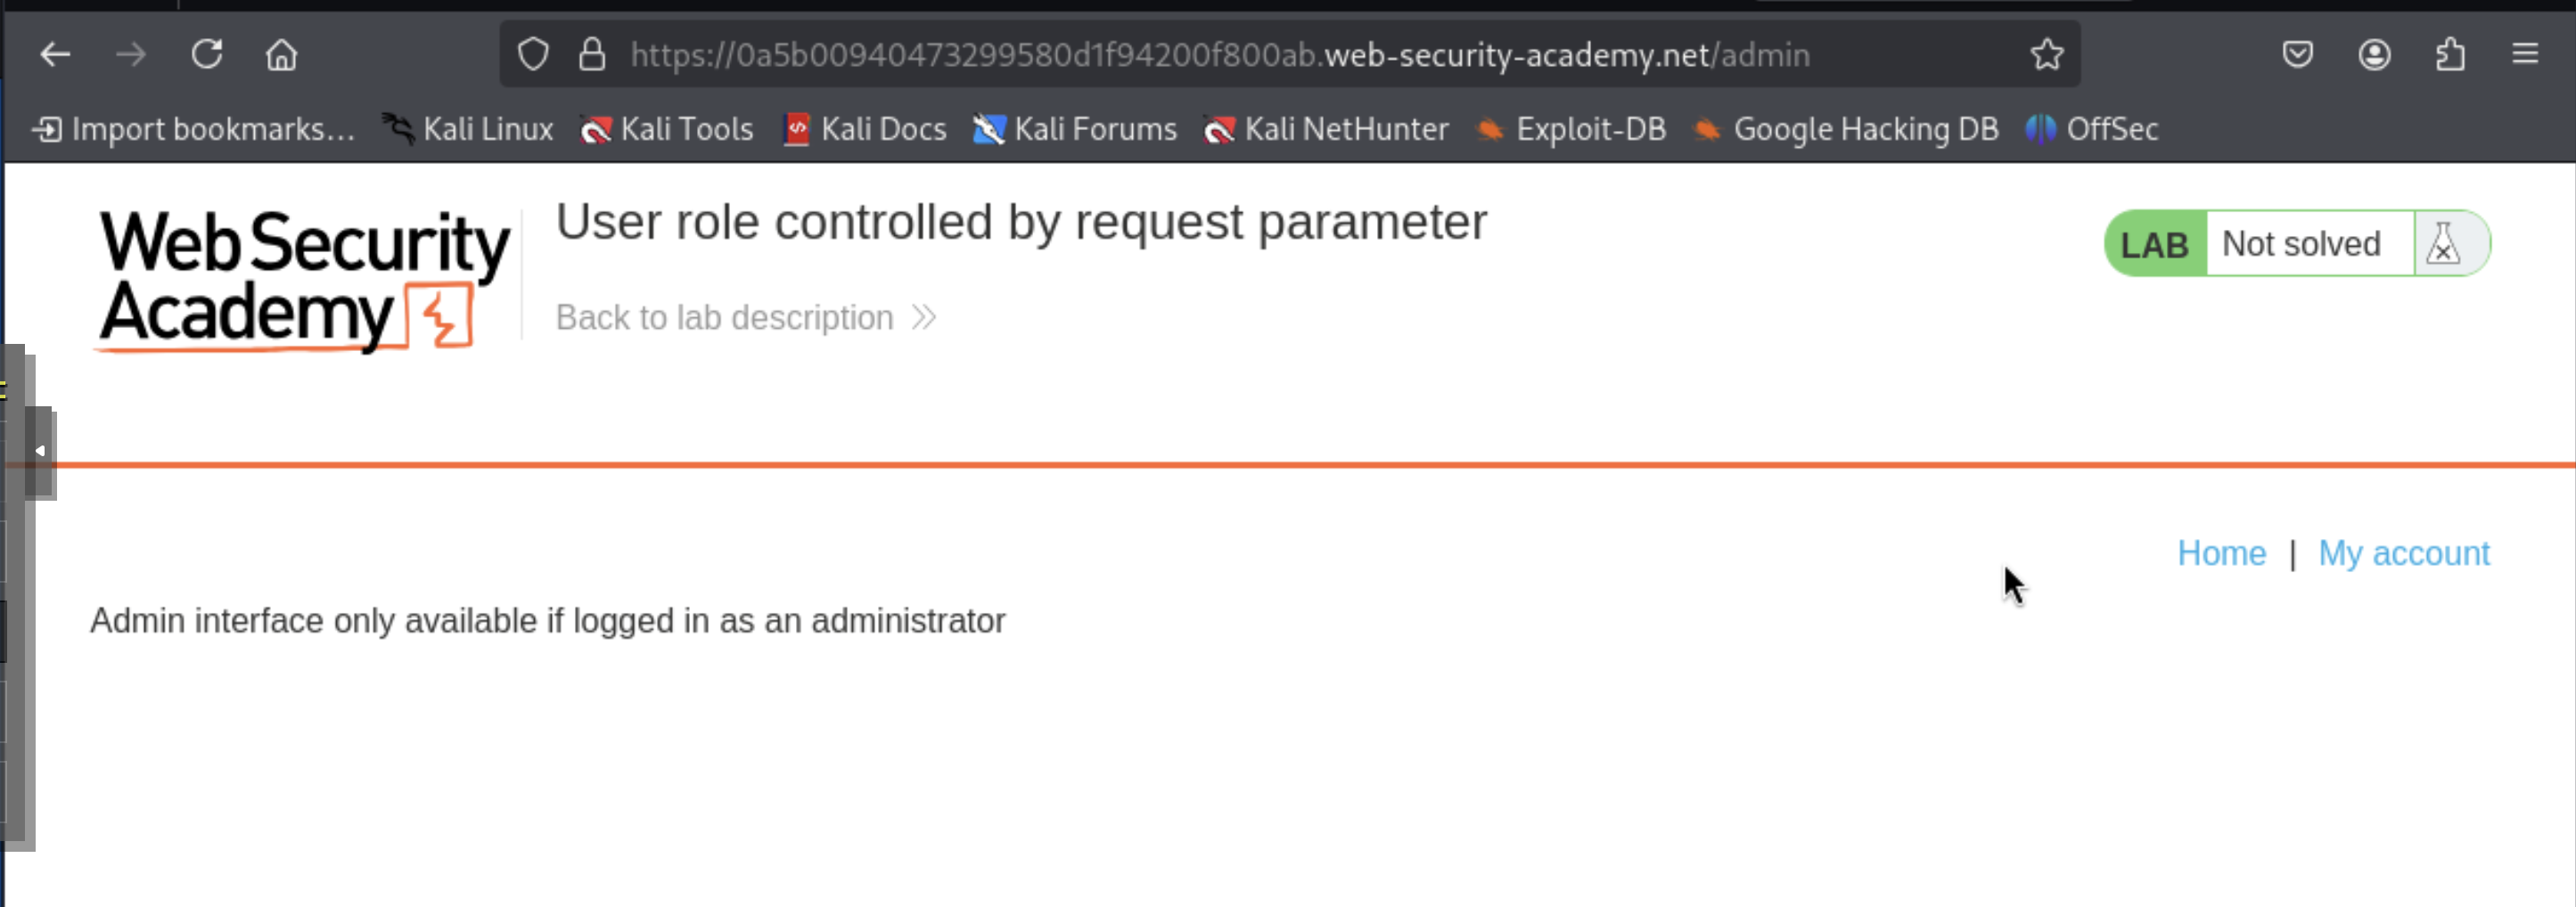 https://0a5b00940473299580d1f94200f800ab.web-security-academy.net/admin
Import bookmarks... Kali Linux Kali Tools Kali Docs Kali Forums Kali NetHunter Exploit-DB Google Hacking DB OffSec
Web Security
Academy
User role controlled by request parameter
Back to lab description
LAB Not solved
Home | My account
Admin interface only available if logged in as an administrator